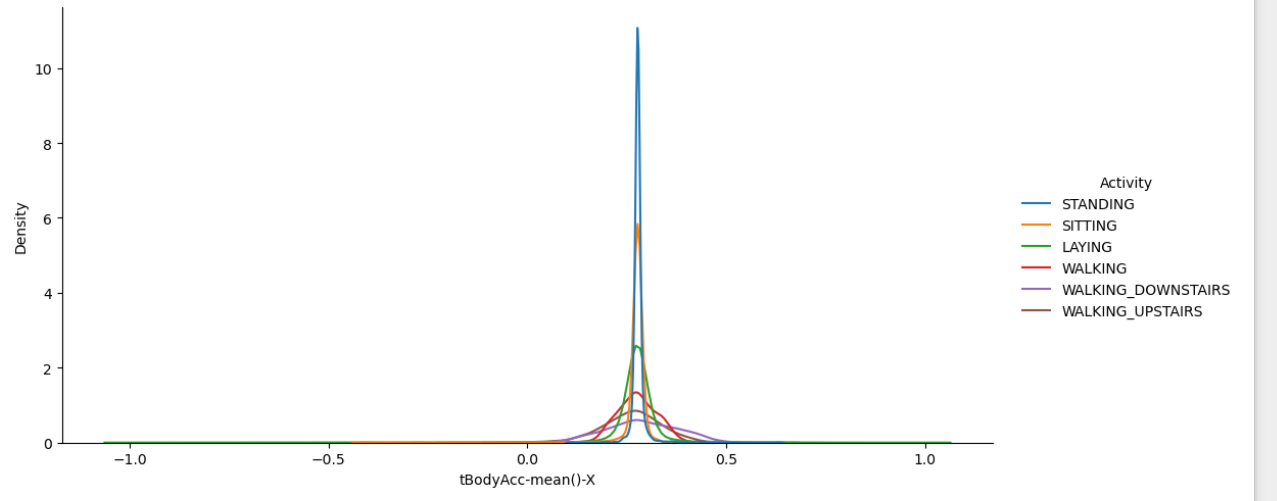 10
8
6
4
2
0
Density
−1.0
−0.5
0.0
0.5
1.0
tBodyAcc-mean()-X
Activity
STANDING
SITTING
LAYING
WALKING
WALKING_DOWNSTAIRS
WALKING_UPSTAIRS